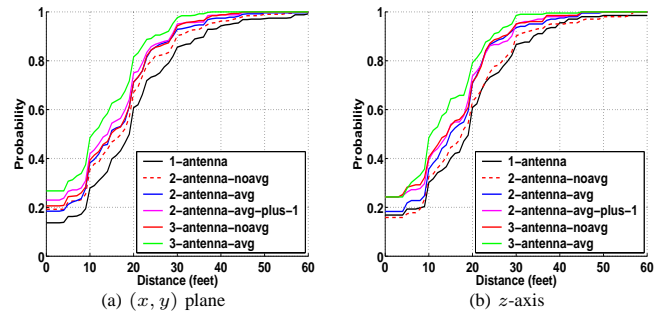 1
0.8
0.6
0.4
0.2
0
Probability
1−antenna
2−antenna−noavg
2−antenna−avg
2−antenna−avg−plus−1
3−antenna−noavg
3−antenna−avg
0 10 20 30 40 50 60
Distance (feet)
(a) (x, y) plane
1
0.8
0.6
0.4
0.2
0
Probability
1−antenna
2−antenna−noavg
2−antenna−avg
2−antenna−avg−plus−1
3−antenna−noavg
3−antenna−avg
0 10 20 30 40 50 60
Distance (feet)
(b) z-axis